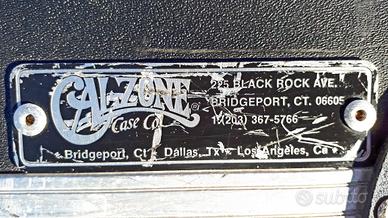 CALZONE®
Case Co.
225 BLACK ROCK AVE.
BRIDGEPORT, CT. 06605
1.(203) 367-5766
• Bridgeport, Ct • Dallas, Tx • Los Angeles, Ca •
subito